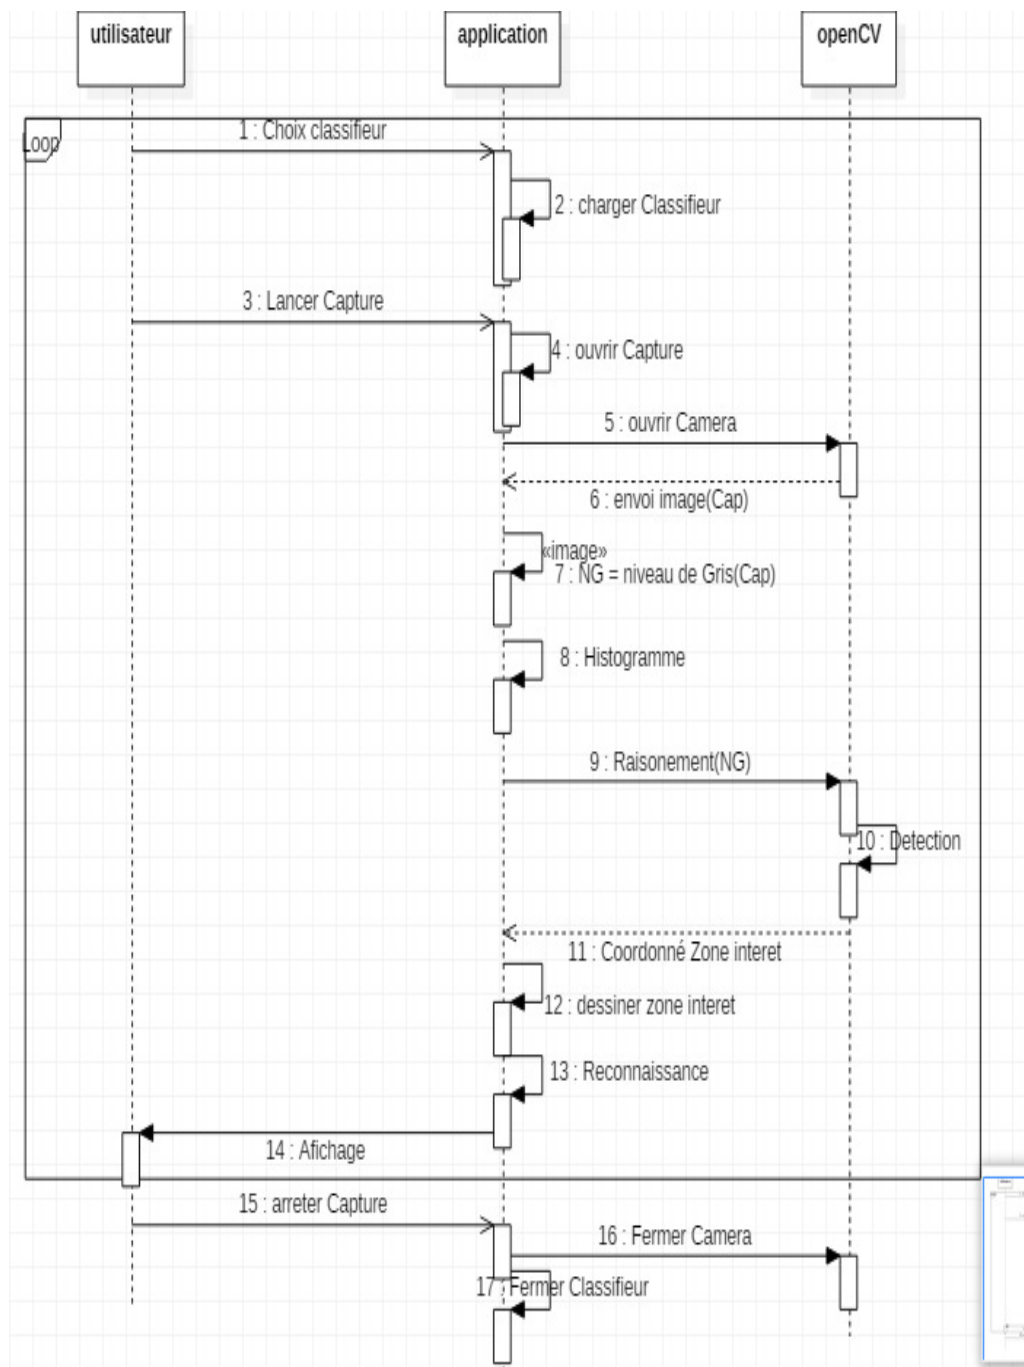 utilisateur
application
openCV
Loop
1 : Choix classifieur
2 : charger Classifieur
3 : Lancer Capture
4 : ouvrir Capture
5 : ouvrir Camera
6 : envoi image(Cap)
«image»
7 : NG = niveau de Gris(Cap)
8 : Histogramme
9 : Raisonement(NG)
10 : Detection
11 : Coordonné Zone interet
12 : dessiner zone interet
13 : Reconnaissance
14 : Afichage
15 : arreter Capture
16 : Fermer Camera
17 : Fermer Classifieur